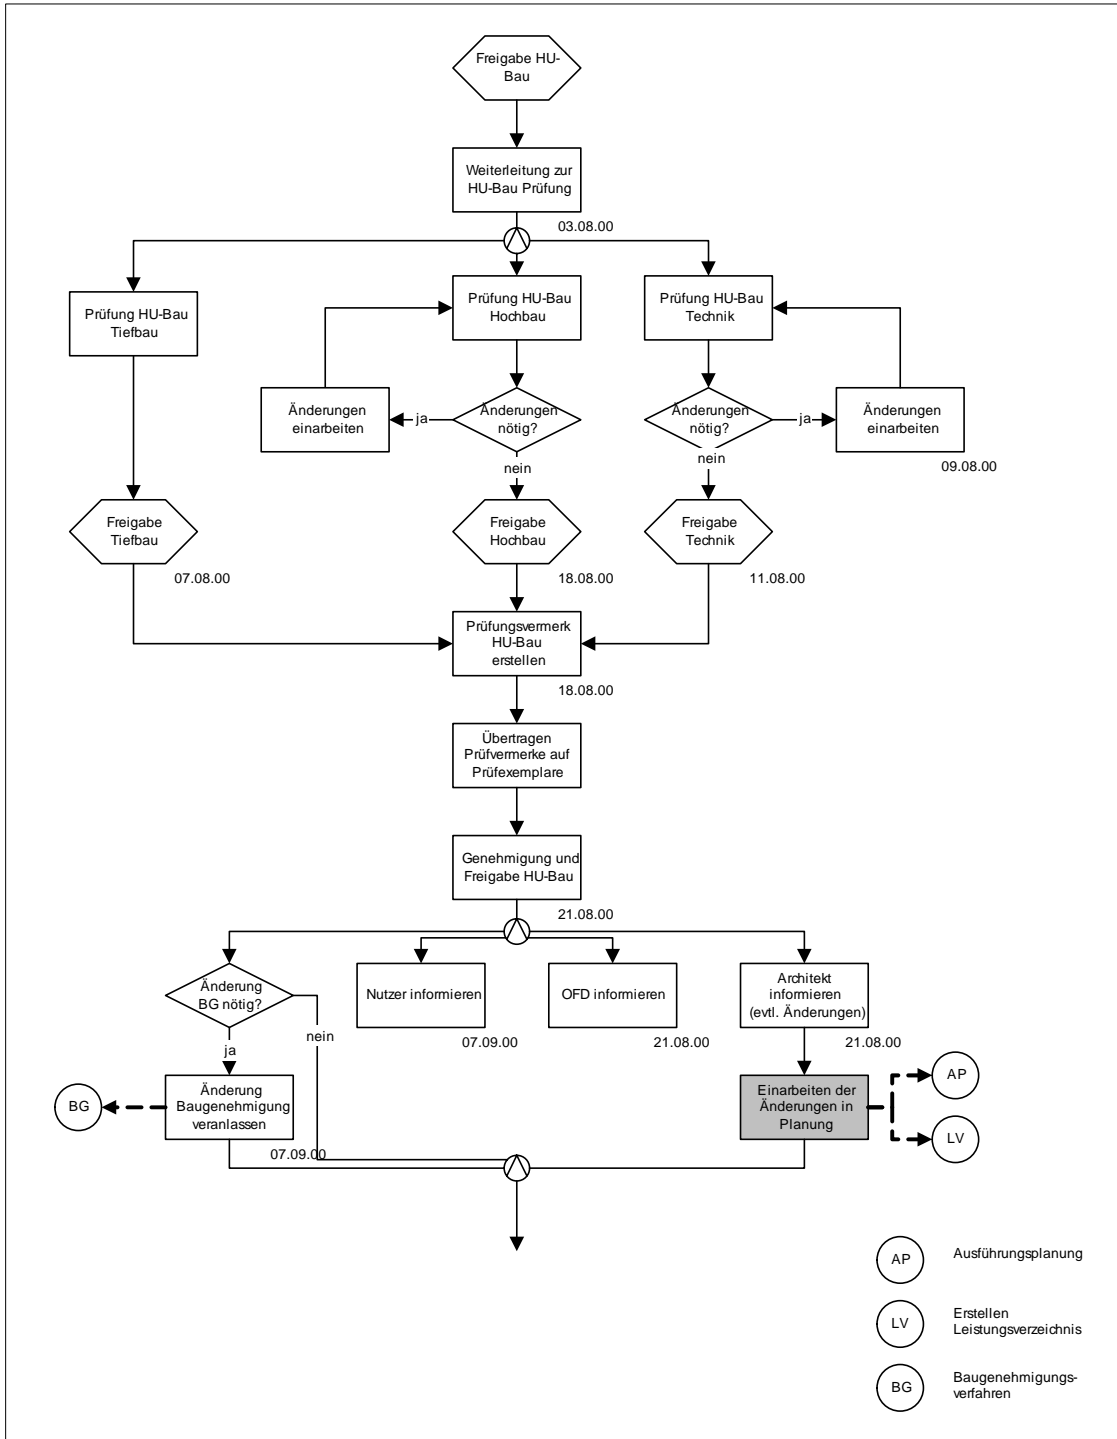 Freigabe HU-
Bau
Weiterleitung zur
HU-Bau Prüfung
03.08.00
Prüfung HU-Bau
Tiefbau
Prüfung HU-Bau
Hochbau
Prüfung HU-Bau
Technik
Änderungen
einarbeiten
ja
Änderungen
nötig?
Änderungen
nötig?
ja
Änderungen
einarbeiten
nein
nein
09.08.00
Freigabe
Tiefbau
Freigabe
Hochbau
Freigabe
Technik
07.08.00
18.08.00
11.08.00
Prüfungsvermerk
HU-Bau
erstellen
18.08.00
Übertragen
Prüfvermerke auf
Prüfexemplare
Genehmigung und
Freigabe HU-Bau
21.08.00
Änderung
BG nötig?
Nutzer informieren
OFD informieren
Architekt
informieren
(evtl. Änderungen)
nein
ja
07.09.00
21.08.00
21.08.00
BG
Änderung
Baugenehmigung
veranlassen
Einarbeiten der
Änderungen in
Planung
AP
LV
07.09.00
AP
Ausführungsplanung
LV
Erstellen
Leistungsverzeichnis
BG
Baugenehmigungs-
verfahren